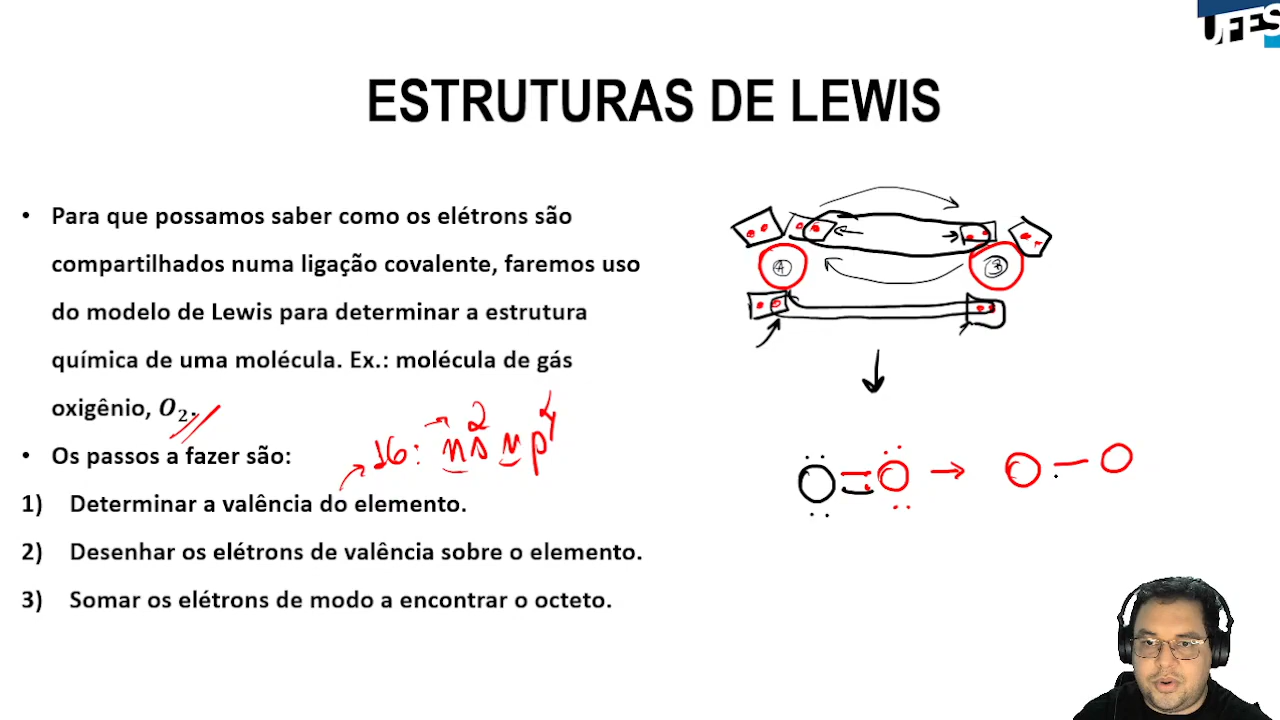 UFES
ESTRUTURAS DE LEWIS
• Para que possamos saber como os elétrons são
compartilhados numa ligação covalente, faremos uso
do modelo de Lewis para determinar a estrutura
química de uma molécula. Ex.: molécula de gás
oxigênio, O₂.
16: ns² np⁴
• Os passos a fazer são:
1) Determinar a valência do elemento.
2) Desenhar os elétrons de valência sobre o elemento.
3) Somar os elétrons de modo a encontrar o octeto.
A B
O = O → O — O